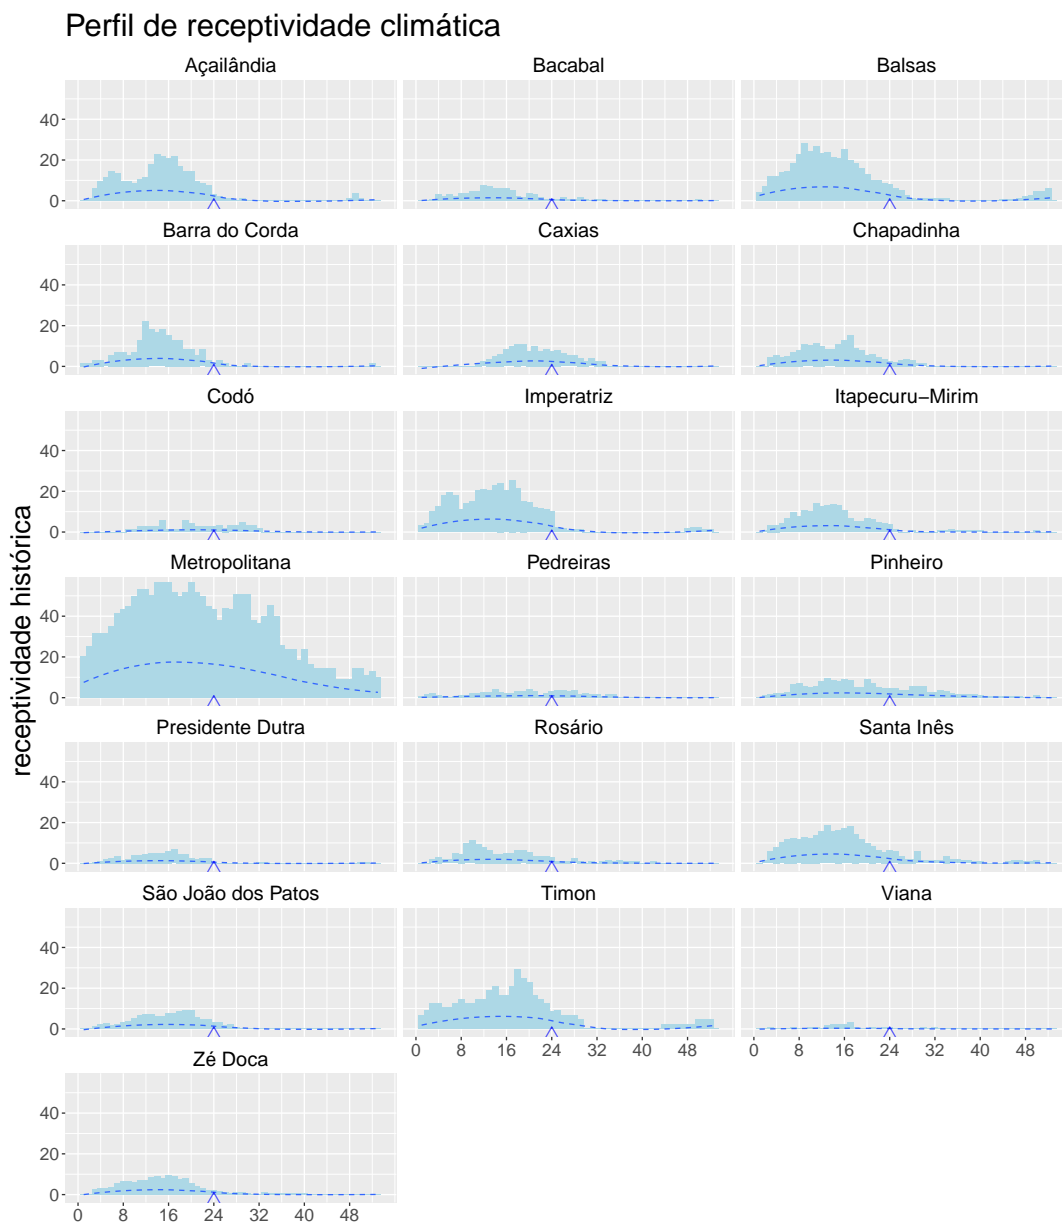 Perfil de receptividade climática
Açailândia Bacabal Balsas
40
20
0
Barra do Corda Caxias Chapadinha
40
20
0
Codó Imperatriz Itapecuru−Mirim
40
20
0
Metropolitana Pedreiras Pinheiro
40
20
0
receptividade histórica
Presidente Dutra Rosário Santa Inês
40
20
0
São João dos Patos Timon Viana
40
20
0
0 8 16 24 32 40 48 0 8 16 24 32 40 48
Zé Doca
40
20
0
0 8 16 24 32 40 48